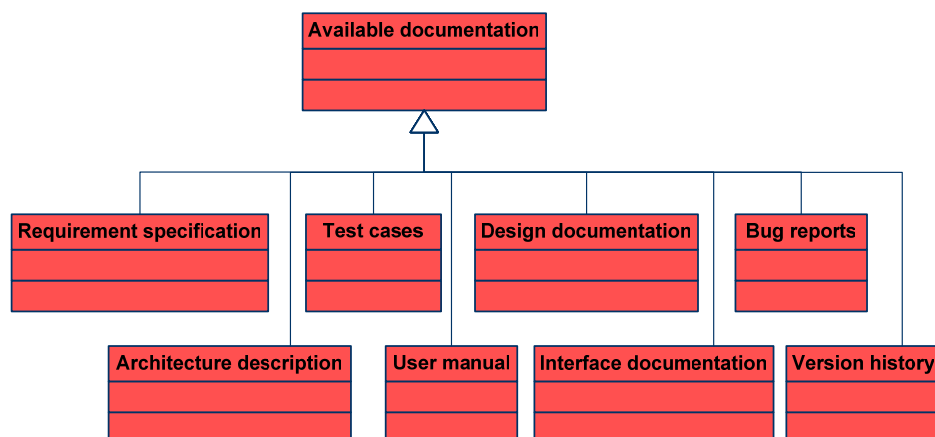 Available documentation
Requirement specification
Test cases
Design documentation
Bug reports
Architecture description
User manual
Interface documentation
Version history